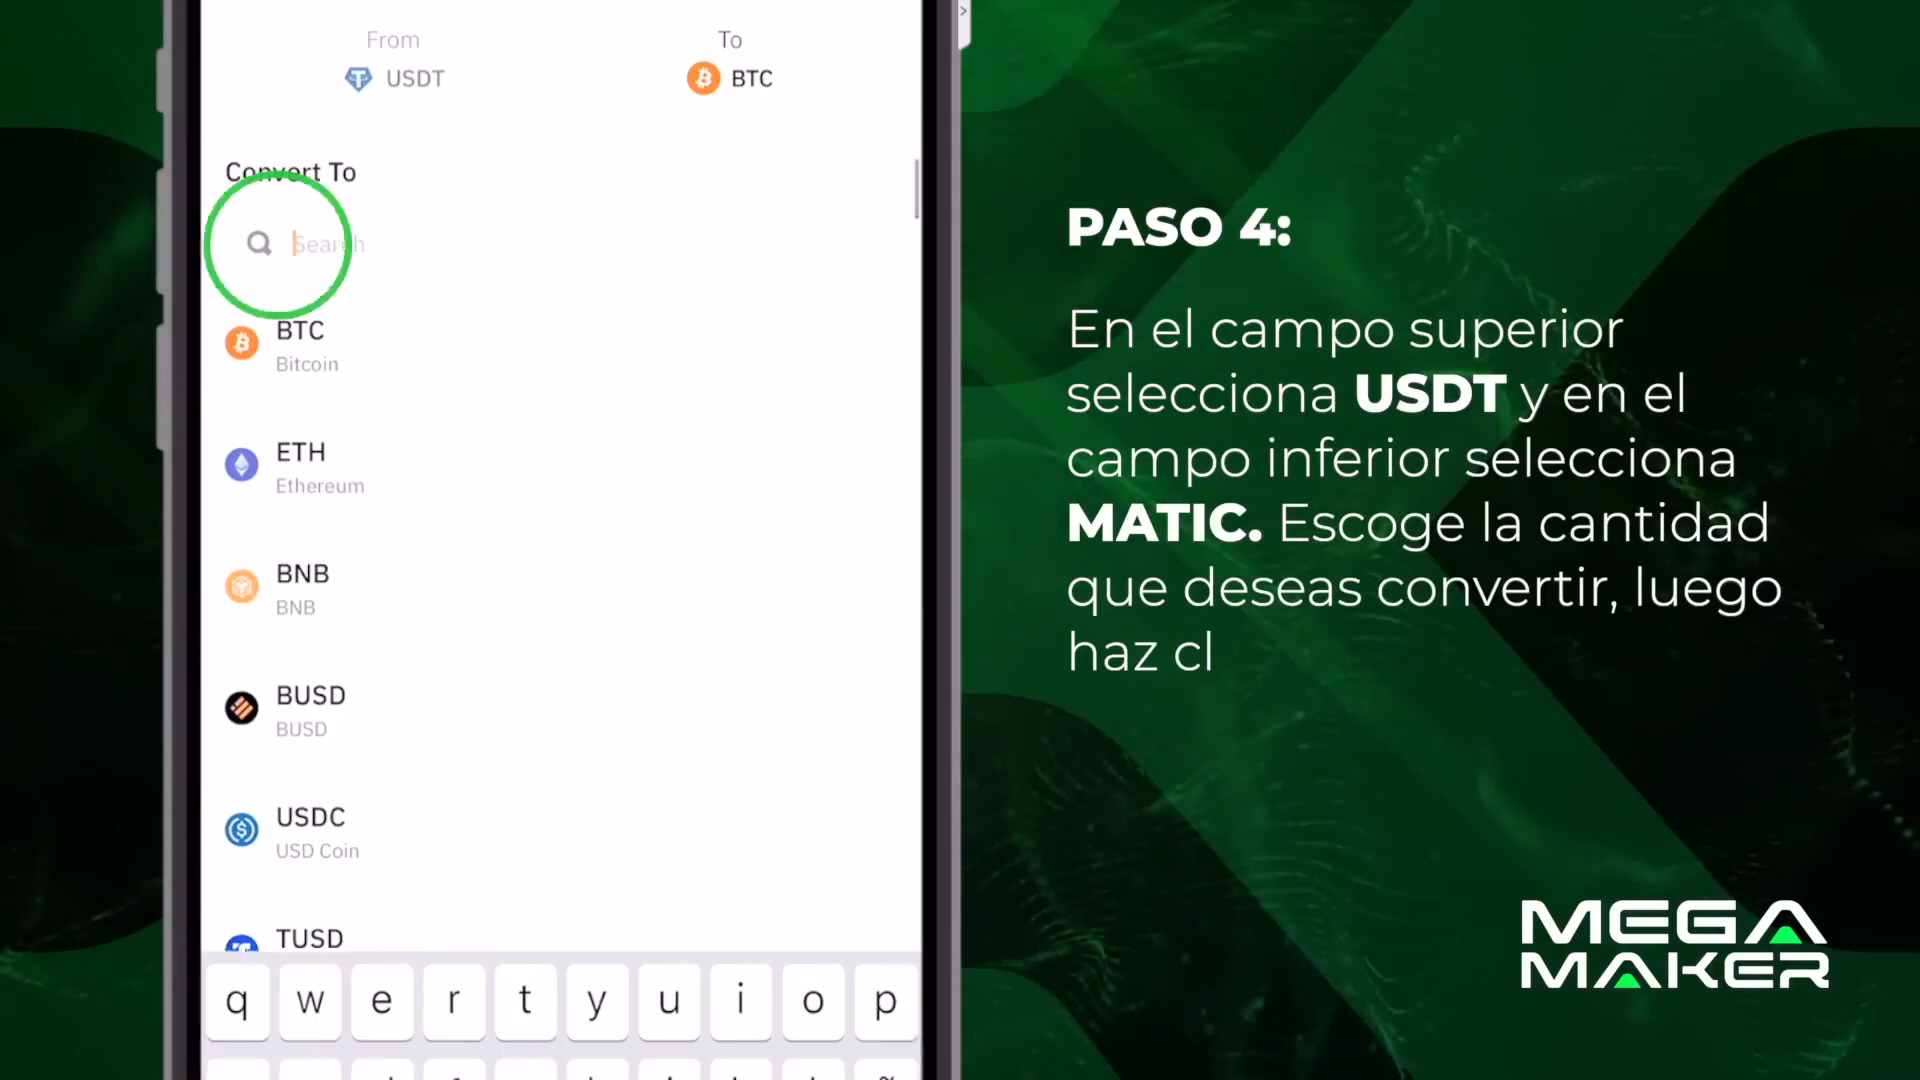 From
To
USDT
BTC
Convert To
Search
BTC
Bitcoin
ETH
Ethereum
BNB
BNB
BUSD
BUSD
USDC
USD Coin
TUSD
q w e r t y u i o p
PASO 4:
En el campo superior
selecciona USDT y en el
campo inferior selecciona
MATIC. Escoge la cantidad
que deseas convertir, luego
haz cl
MEGA
MAKER